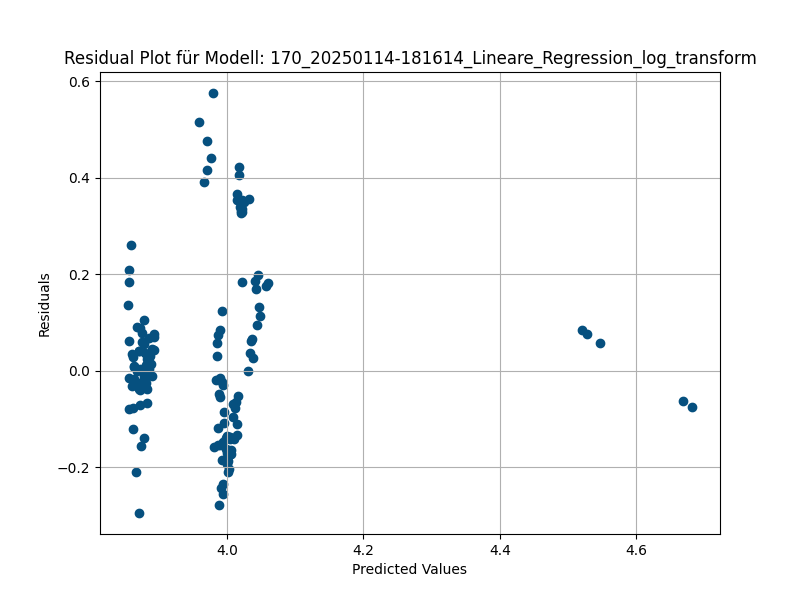 Residual Plot für Modell: 170_20250114-181614_Lineare_Regression_log_transform
0.6
0.4
0.2
0.0
−0.2
Residuals
4.0 4.2 4.4 4.6
Predicted Values